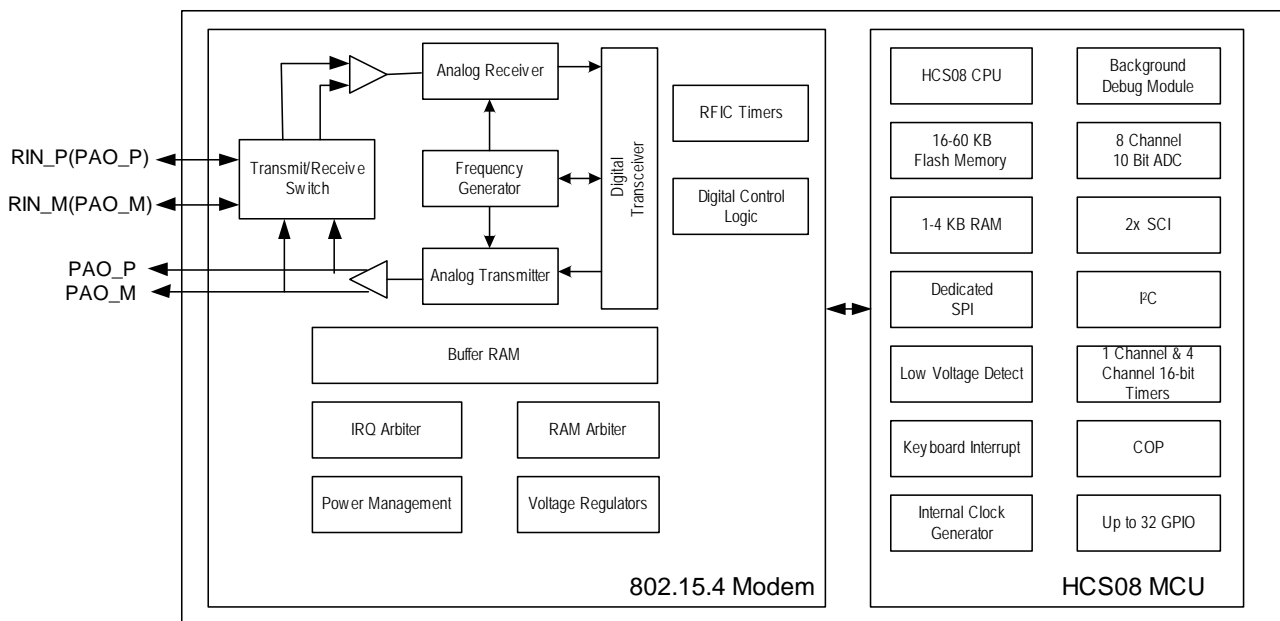 RIN_P(PAO_P)
RIN_M(PAO_M)
PAO_P
PAO_M
Transmit/Receive
Switch
Analog Receiver
Frequency
Generator
Analog Transmitter
Digital
Transceiver
RFIC Timers
Digital Control
Logic
Buffer RAM
IRQ Arbiter
RAM Arbiter
Power Management
Voltage Regulators
802.15.4 Modem
HCS08 CPU
Background
Debug Module
16-60 KB
Flash Memory
8 Channel
10 Bit ADC
1-4 KB RAM
2x SCI
Dedicated
SPI
I²C
Low Voltage Detect
1 Channel & 4
Channel 16-bit
Timers
Keyboard Interrupt
COP
Internal Clock
Generator
Up to 32 GPIO
HCS08 MCU